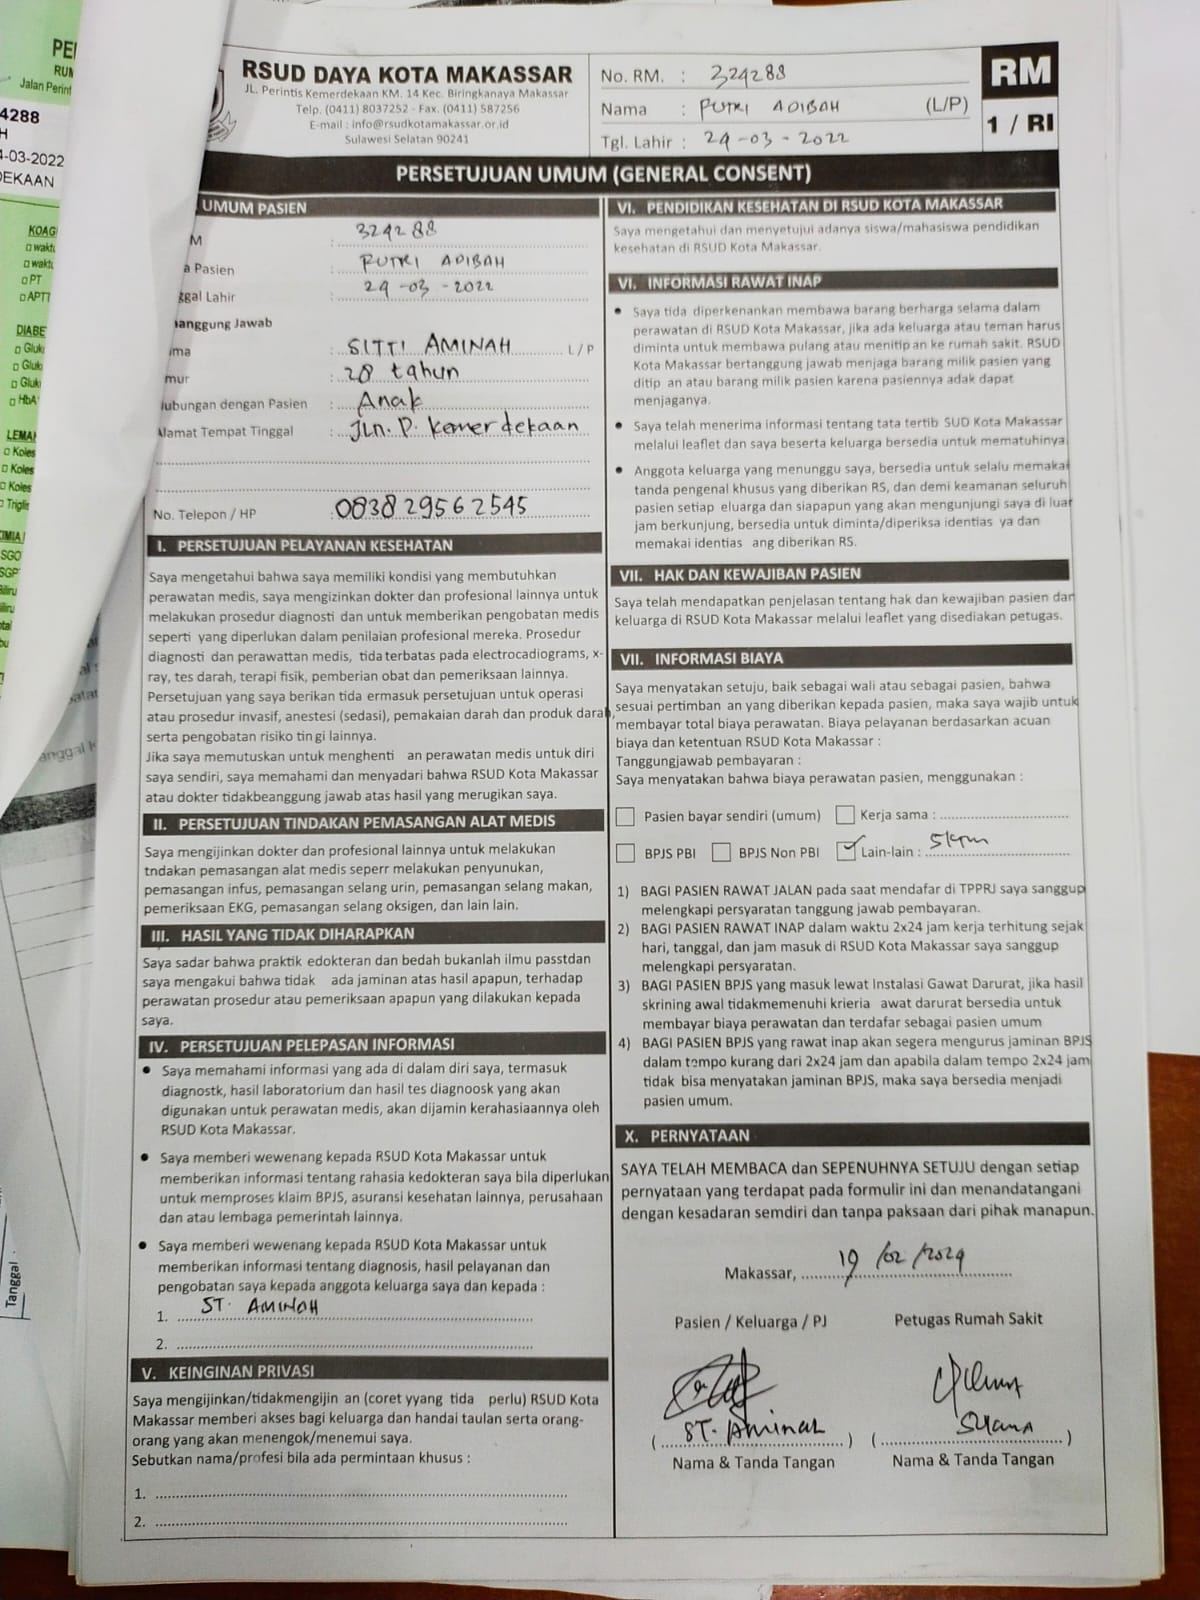 PE
RUM
Jalan Perint
4288
H
4-03-2022
DEKAAN
KOAG
waktu
waktu
PT
APTT
DIABE
Gluk
Gluk
Gluk
HbA
LEMA
Koles
Koles
Koles
Triglis
KIMIA
SGO
SGP
Tanggal :
RSUD DAYA KOTA MAKASSAR
JL. Perintis Kemerdekaan KM. 14 Kec. Biringkanaya Makassar
Telp. (0411) 8037252 - Fax. (0411) 587256
E-mail : info@rsudkotamakassar.or.id
Sulawesi Selatan 90241
No. RM. : 324288
Nama : PUTRI ADIBAH (L/P)
Tgl. Lahir : 24-03-2022
RM
1 / RI
PERSETUJUAN UMUM (GENERAL CONSENT)
UMUM PASIEN
M : 324288
a Pasien : PUTRI ADIBAH
ggal Lahir : 24-03-2022
anggung Jawab
ma : SITTI AMINAH L/P
mur : 28 tahun
ubungan dengan Pasien : Anak
Alamat Tempat Tinggal : Jln. P. Kemerdekaan
No. Telepon / HP : 083829562545
I. PERSETUJUAN PELAYANAN KESEHATAN
Saya mengetahui bahwa saya memiliki kondisi yang membutuhkan
perawatan medis, saya mengizinkan dokter dan profesional lainnya untuk
melakukan prosedur diagnosti dan untuk memberikan pengobatan medis
seperti yang diperlukan dalam penilaian profesional mereka. Prosedur
diagnosti dan perawattan medis, tida terbatas pada electrocadiograms, x-
ray, tes darah, terapi fisik, pemberian obat dan pemeriksaan lainnya.
Persetujuan yang saya berikan tida ermasuk persetujuan untuk operasi
atau prosedur invasif, anestesi (sedasi), pemakaian darah dan produk darah,
serta pengobatan risiko tin gi lainnya.
Jika saya memutuskan untuk menghenti an perawatan medis untuk diri
saya sendiri, saya memahami dan menyadari bahwa RSUD Kota Makassar
atau dokter tidakbeanggung jawab atas hasil yang merugikan saya.
II. PERSETUJUAN TINDAKAN PEMASANGAN ALAT MEDIS
Saya mengijinkan dokter dan profesional lainnya untuk melakukan
tndakan pemasangan alat medis seperr melakukan penyunukan,
pemasangan infus, pemasangan selang urin, pemasangan selang makan,
pemeriksaan EKG, pemasangan selang oksigen, dan lain lain.
III. HASIL YANG TIDAK DIHARAPKAN
Saya sadar bahwa praktik edokteran dan bedah bukanlah ilmu passtdan
saya mengakui bahwa tidak ada jaminan atas hasil apapun, terhadap
perawatan prosedur atau pemeriksaan apapun yang dilakukan kepada
saya.
IV. PERSETUJUAN PELEPASAN INFORMASI
• Saya memahami informasi yang ada di dalam diri saya, termasuk
diagnostk, hasil laboratorium dan hasil tes diagnoosk yang akan
digunakan untuk perawatan medis, akan dijamin kerahasiaannya oleh
RSUD Kota Makassar.
• Saya memberi wewenang kepada RSUD Kota Makassar untuk
memberikan informasi tentang rahasia kedokteran saya bila diperlukan
untuk memproses klaim BPJS, asuransi kesehatan lainnya, perusahaan
dan atau lembaga pemerintah lainnya.
• Saya memberi wewenang kepada RSUD Kota Makassar untuk
memberikan informasi tentang diagnosis, hasil pelayanan dan
pengobatan saya kepada anggota keluarga saya dan kepada :
1. ST. AMINAH
2.
V. KEINGINAN PRIVASI
Saya mengijinkan/tidakmengijin an (coret yyang tida perlu) RSUD Kota
Makassar memberi akses bagi keluarga dan handai taulan serta orang-
orang yang akan menengok/menemui saya.
Sebutkan nama/profesi bila ada permintaan khusus :
1.
2.
VI. PENDIDIKAN KESEHATAN DI RSUD KOTA MAKASSAR
Saya mengetahui dan menyetujui adanya siswa/mahasiswa pendidikan
kesehatan di RSUD Kota Makassar.
VI. INFORMASI RAWAT INAP
• Saya tida diperkenankan membawa barang berharga selama dalam
perawatan di RSUD Kota Makassar, jika ada keluarga atau teman harus
diminta untuk membawa pulang atau menitip an ke rumah sakit. RSUD
Kota Makassar bertanggung jawab menjaga barang milik pasien yang
ditip an atau barang milik pasien karena pasiennya adak dapat
menjaganya.
• Saya telah menerima informasi tentang tata tertib SUD Kota Makassar
melalui leaflet dan saya beserta keluarga bersedia untuk mematuhinya
• Anggota keluarga yang menunggu saya, bersedia untuk selalu memakai
tanda pengenal khusus yang diberikan RS, dan demi keamanan seluruh
pasien setiap eluarga dan siapapun yang akan mengunjungi saya di luar
jam berkunjung, bersedia untuk diminta/diperiksa identias ya dan
memakai identias ang diberikan RS.
VII. HAK DAN KEWAJIBAN PASIEN
Saya telah mendapatkan penjelasan tentang hak dan kewajiban pasien dan
keluarga di RSUD Kota Makassar melalui leaflet yang disediakan petugas.
VII. INFORMASI BIAYA
Saya menyatakan setuju, baik sebagai wali atau sebagai pasien, bahwa
sesuai pertimban an yang diberikan kepada pasien, maka saya wajib untuk
membayar total biaya perawatan. Biaya pelayanan berdasarkan acuan
biaya dan ketentuan RSUD Kota Makassar :
Tanggungjawab pembayaran :
Saya menyatakan bahwa biaya perawatan pasien, menggunakan :
Pasien bayar sendiri (umum) Kerja sama :
BPJS PBI BPJS Non PBI Lain-lain : Sktm
1) BAGI PASIEN RAWAT JALAN pada saat mendafar di TPPRJ saya sanggup
melengkapi persyaratan tanggung jawab pembayaran.
2) BAGI PASIEN RAWAT INAP dalam waktu 2x24 jam kerja terhitung sejak
hari, tanggal, dan jam masuk di RSUD Kota Makassar saya sanggup
melengkapi persyaratan.
3) BAGI PASIEN BPJS yang masuk lewat Instalasi Gawat Darurat, jika hasil
skrining awal tidakmemenuhi krieria awat darurat bersedia untuk
membayar biaya perawatan dan terdafar sebagai pasien umum
4) BAGI PASIEN BPJS yang rawat inap akan segera mengurus jaminan BPJS
dalam tempo kurang dari 2x24 jam dan apabila dalam tempo 2x24 jam
tidak bisa menyatakan jaminan BPJS, maka saya bersedia menjadi
pasien umum.
X. PERNYATAAN
SAYA TELAH MEMBACA dan SEPENUHNYA SETUJU dengan setiap
pernyataan yang terdapat pada formulir ini dan menandatangani
dengan kesadaran semdiri dan tanpa paksaan dari pihak manapun.
Makassar, 19/02/2024
Pasien / Keluarga / PJ Petugas Rumah Sakit
(ST. Aminah) (Suana)
Nama & Tanda Tangan Nama & Tanda Tangan